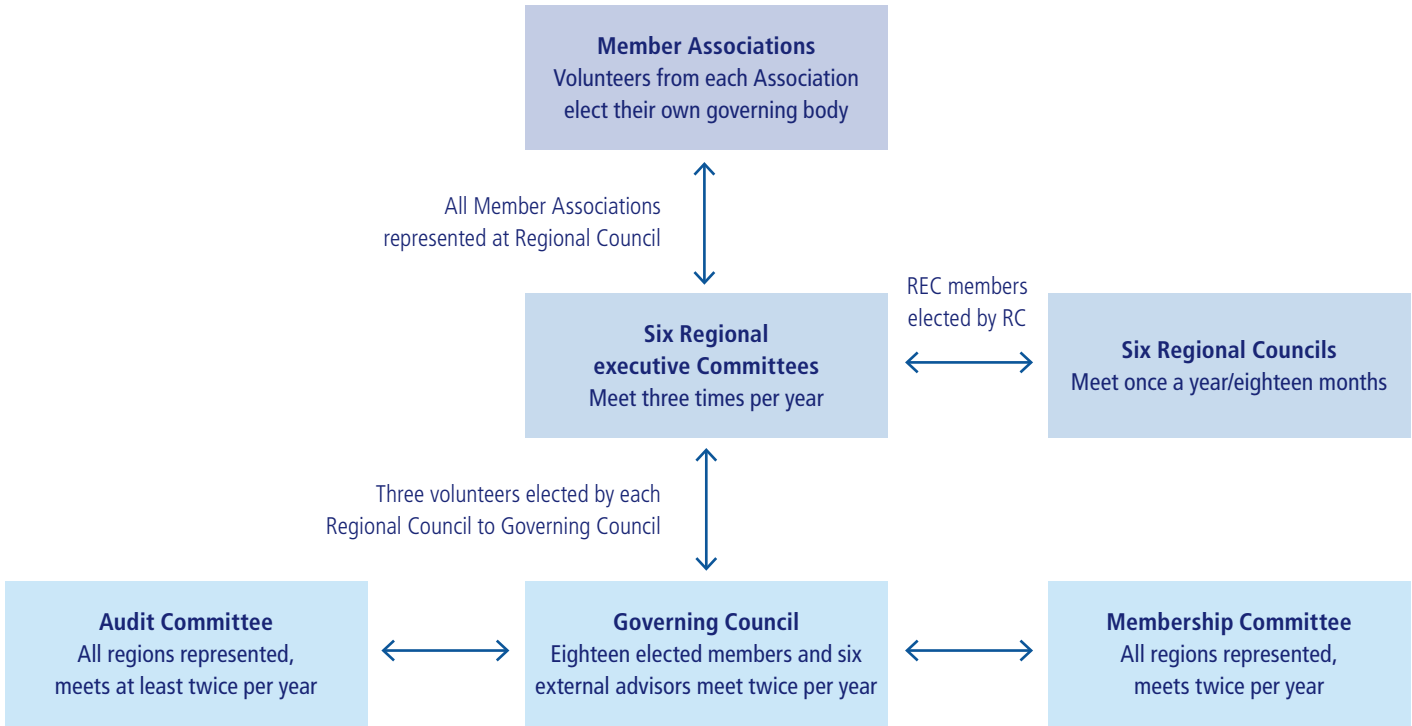 Member Associations
Volunteers from each Association
elect their own governing body
All Member Associations
represented at Regional Council
REC members
elected by RC
Six Regional
executive Committees
Meet three times per year
Six Regional Councils
Meet once a year/eighteen months
Three volunteers elected by each
Regional Council to Governing Council
Audit Committee
All regions represented,
meets at least twice per year
Governing Council
Eighteen elected members and six
external advisors meet twice per year
Membership Committee
All regions represented,
meets twice per year